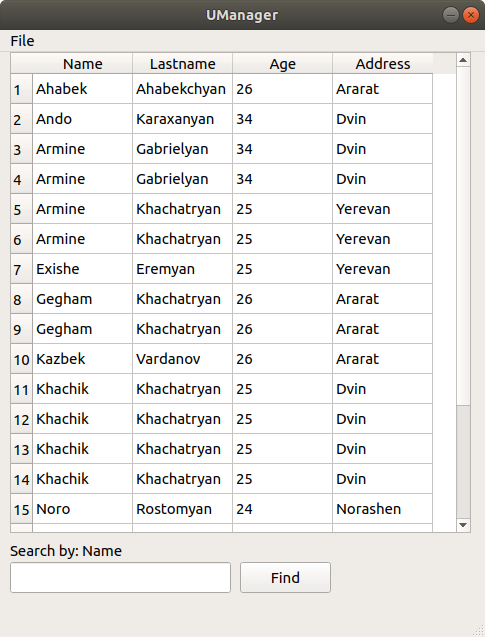 UManager
File
Name Lastname Age Address
1 Ahabek Ahabekchyan 26 Ararat
2 Ando Karaxanyan 34 Dvin
3 Armine Gabrielyan 34 Dvin
4 Armine Gabrielyan 34 Dvin
5 Armine Khachatryan 25 Yerevan
6 Armine Khachatryan 25 Yerevan
7 Exishe Eremyan 25 Yerevan
8 Gegham Khachatryan 26 Ararat
9 Gegham Khachatryan 26 Ararat
10 Kazbek Vardanov 26 Ararat
11 Khachik Khachatryan 25 Dvin
12 Khachik Khachatryan 25 Dvin
13 Khachik Khachatryan 25 Dvin
14 Khachik Khachatryan 25 Dvin
15 Noro Rostomyan 24 Norashen
Search by: Name
Find